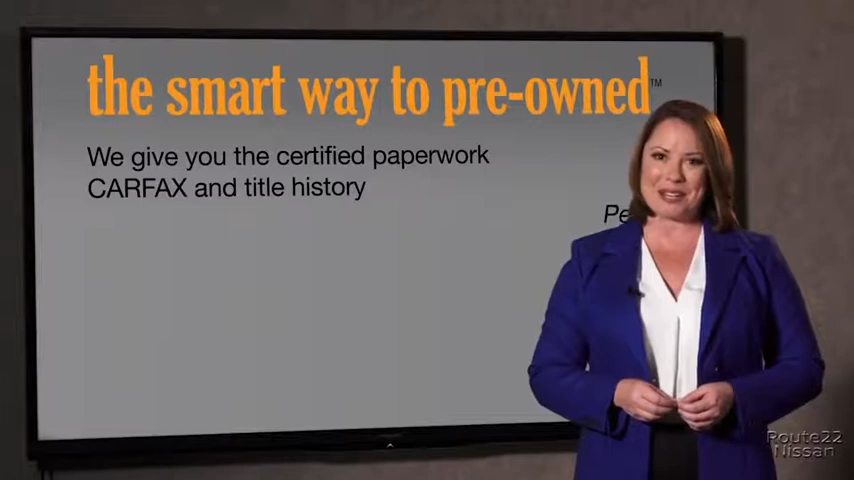 the smart way to pre-owned™
We give you the certified paperwork
CARFAX and title history
Route22
Nissan